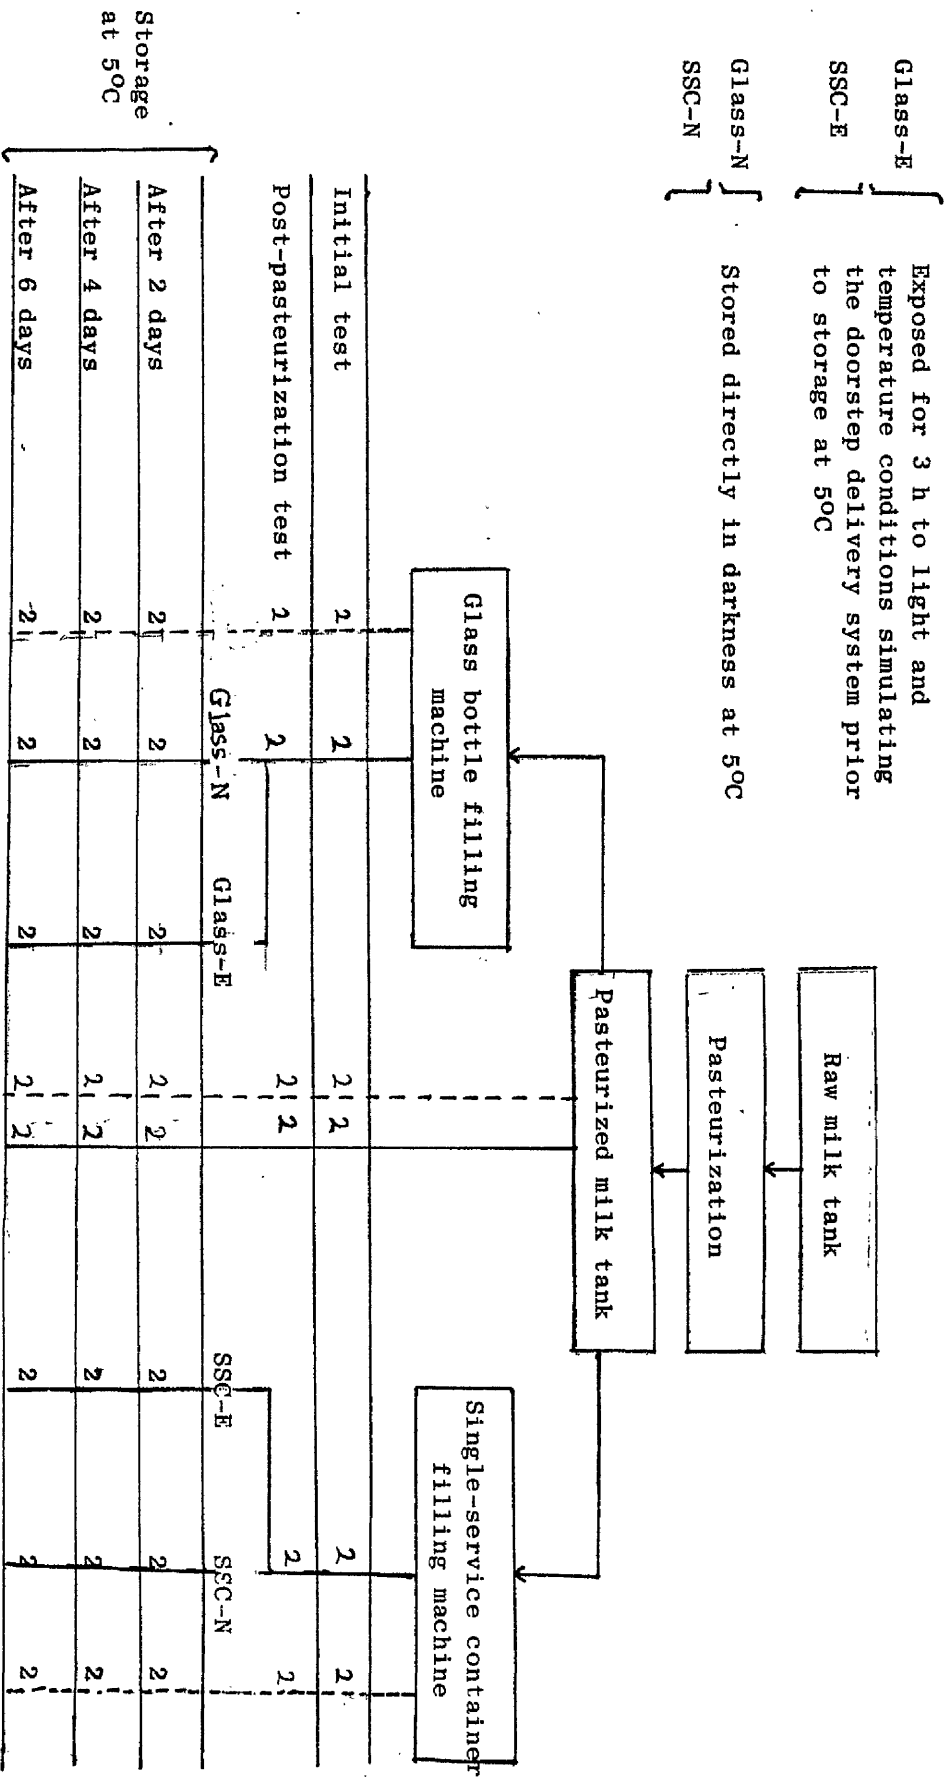 Exposed for 3 h to light and
Glass-E
temperature conditions simulating
the doorstep delivery system prior
SSC-E
to storage at 5°C
Raw milk tank
Glass-N
Stored directly in darkness at 5°C
SSC-N
Pasteurization
Pasteurized milk tank
Glass bottle filling
machine
Single-service container
filling machine
Initial test 2 2 2 2 2 2
Post-pasteurization test 2 2 2 2 2 2
Glass-N Glass-E SSC-E SSC-N
Storage
at 5°C
After 2 days 2 2 2 2 2 2 2 2
After 4 days 2 2 2 2 2 2 2 2
After 6 days 2 2 2 2 2 2 2 2